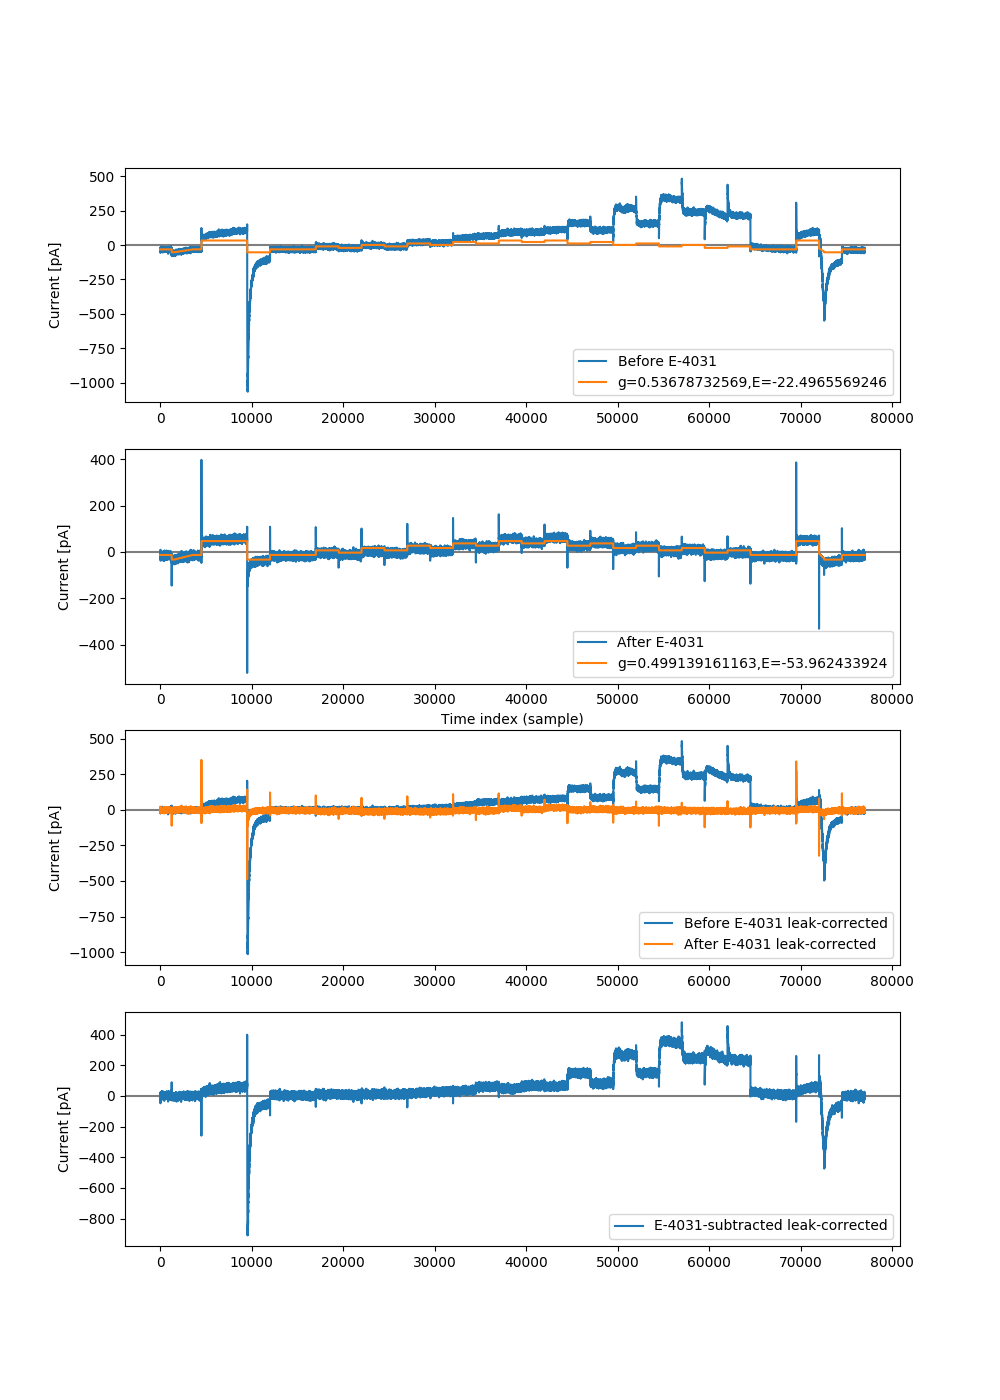 500
250
0
−250
−500
−750
−1000
Current [pA]
Before E-4031
g=0.53678732569,E=-22.4965569246
0 10000 20000 30000 40000 50000 60000 70000 80000
400
200
0
−200
−400
Current [pA]
After E-4031
g=0.499139161163,E=-53.962433924
0 10000 20000 30000 40000 50000 60000 70000 80000
Time index (sample)
500
250
0
−250
−500
−750
−1000
Current [pA]
Before E-4031 leak-corrected
After E-4031 leak-corrected
0 10000 20000 30000 40000 50000 60000 70000 80000
400
200
0
−200
−400
−600
−800
Current [pA]
E-4031-subtracted leak-corrected
0 10000 20000 30000 40000 50000 60000 70000 80000